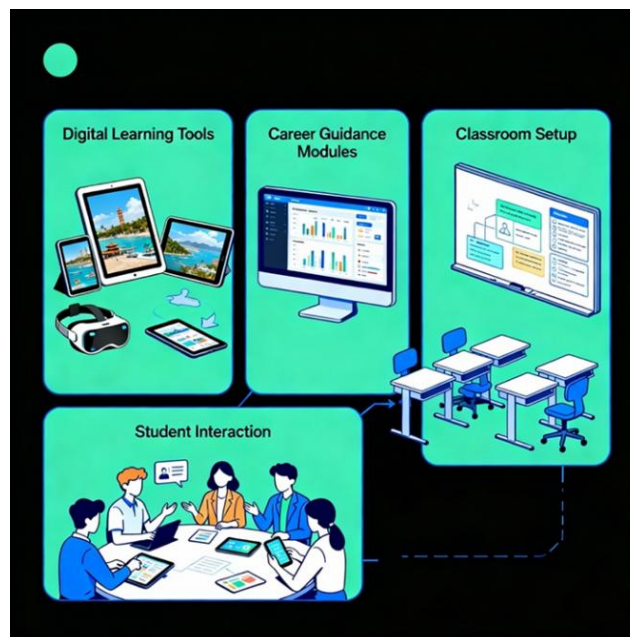 Digital Learning Tools
Career Guidance
Modules
Classroom Setup
Student Interaction